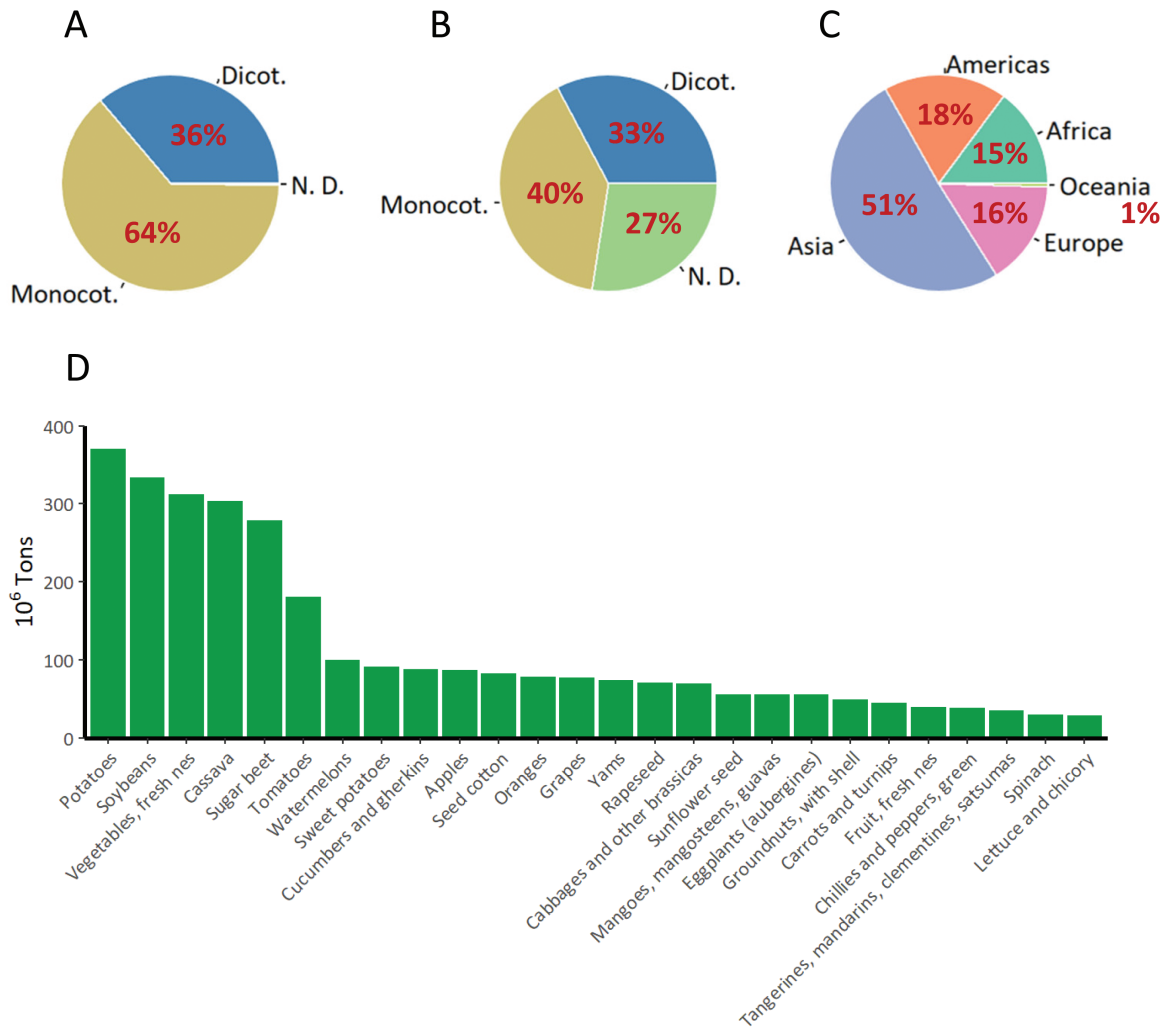 A
B
C
Dicot.
36%
N. D.
64%
Monocot.
Dicot.
33%
Monocot.
40%
27%
N. D.
Americas
18%
Africa
15%
Oceania
1%
51%
16%
Asia
Europe
D
400
300
200
100
0
10⁶ Tons
Potatoes
Soybeans
Vegetables, fresh nes
Cassava
Sugar beet
Tomatoes
Watermelons
Sweet potatoes
Cucumbers and gherkins
Apples
Seed cotton
Oranges
Grapes
Yams
Rapeseed
Cabbages and other brassicas
Sunflower seed
Mangoes, mangosteens, guavas
Eggplants (aubergines)
Groundnuts, with shell
Carrots and turnips
Fruit, fresh nes
Chillies and peppers, green
Tangerines, mandarins, clementines, satsumas
Spinach
Lettuce and chicory